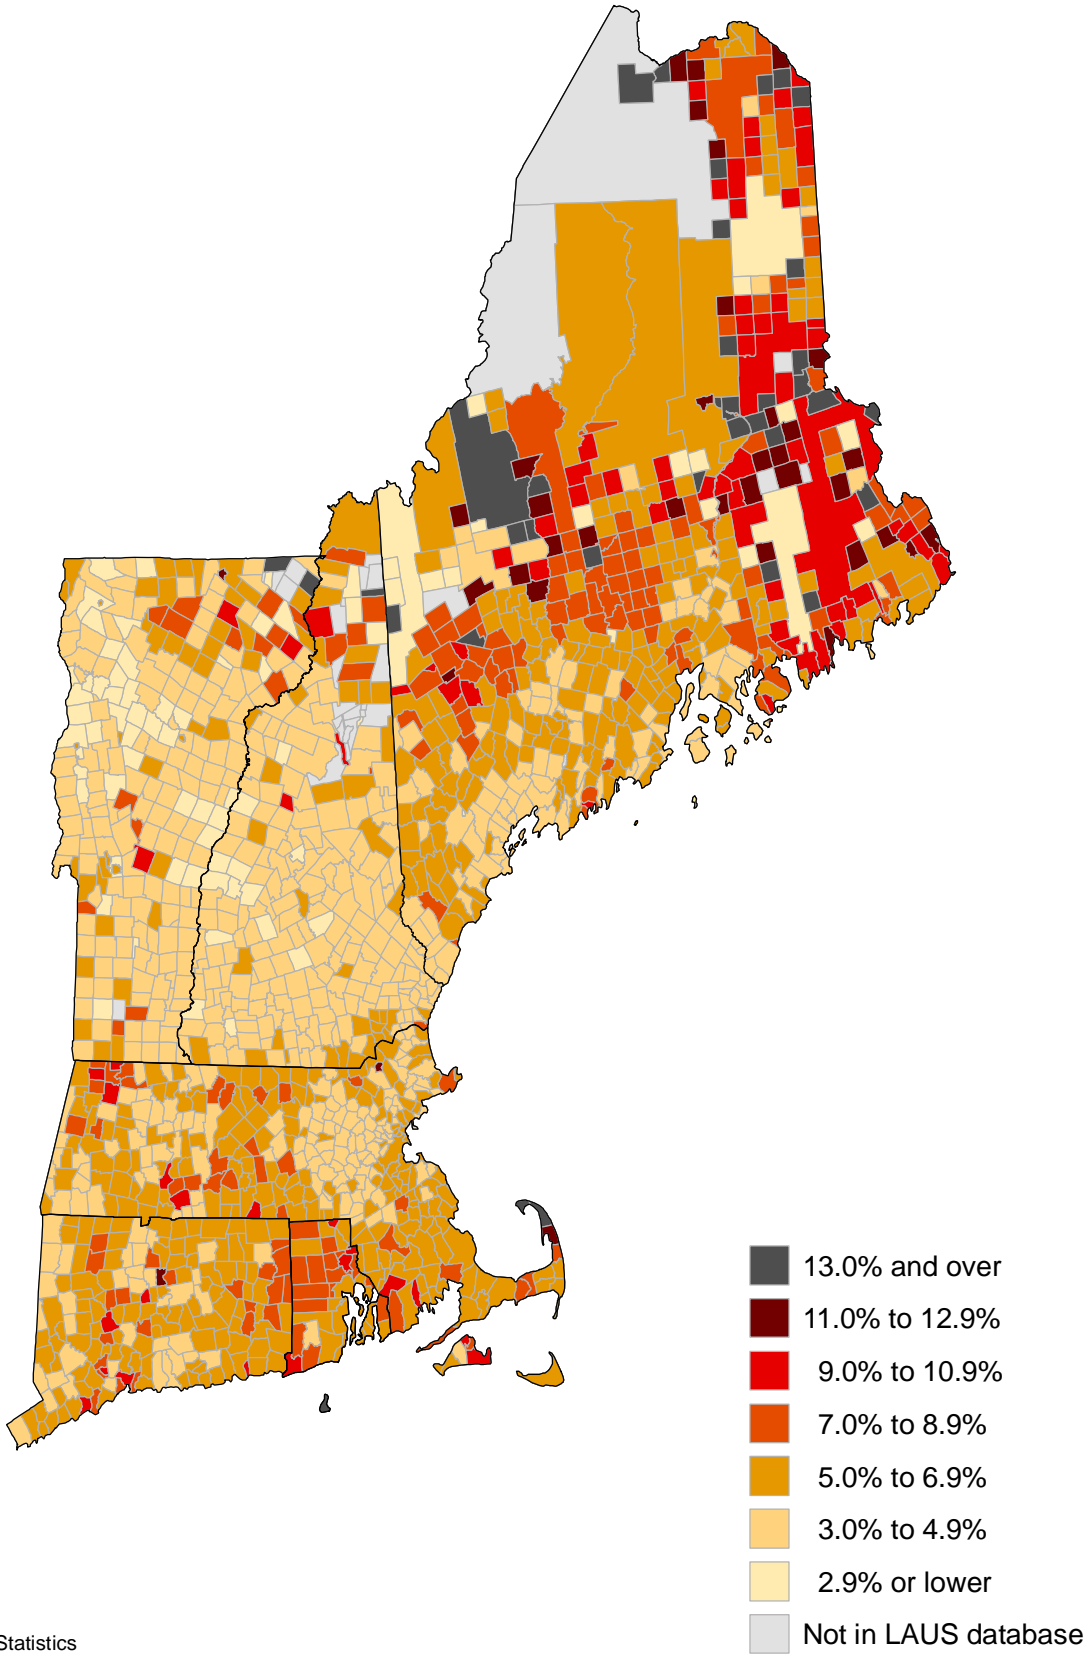 13.0% and over
11.0% to 12.9%
9.0% to 10.9%
7.0% to 8.9%
5.0% to 6.9%
3.0% to 4.9%
2.9% or lower
Not in LAUS database
Statistics